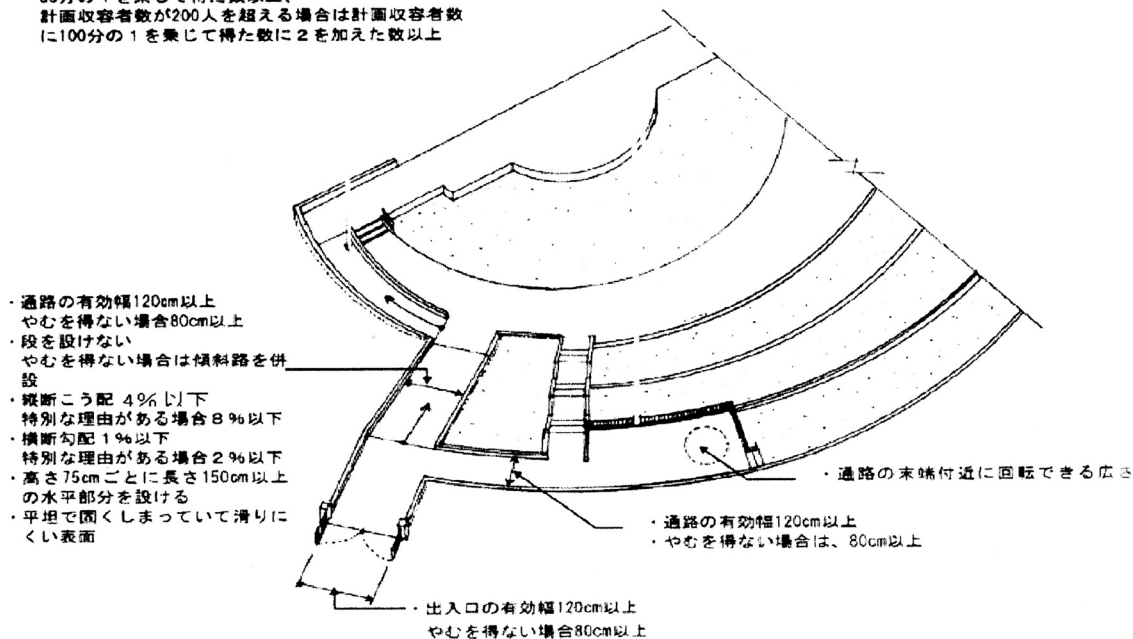 計画収容者数が200人を超える場合は計画収容者数
に100分の1を乗じて得た数に2を加えた数以上
・通路の有効幅120cm以上
やむを得ない場合80cm以上
・段を設けない
やむを得ない場合は傾斜路を併
設
・縦断こう配 4%以下
特別な理由がある場合8%以下
・横断勾配1%以下
特別な理由がある場合2%以下
・高さ75cmごとに長さ150cm以上
の水平部分を設ける
・平坦で固くしまっていて滑りに
くい表面
・通路の末端付近に回転できる広さ
・通路の有効幅120cm以上
・やむを得ない場合は、80cm以上
・出入口の有効幅120cm以上
やむを得ない場合80cm以上